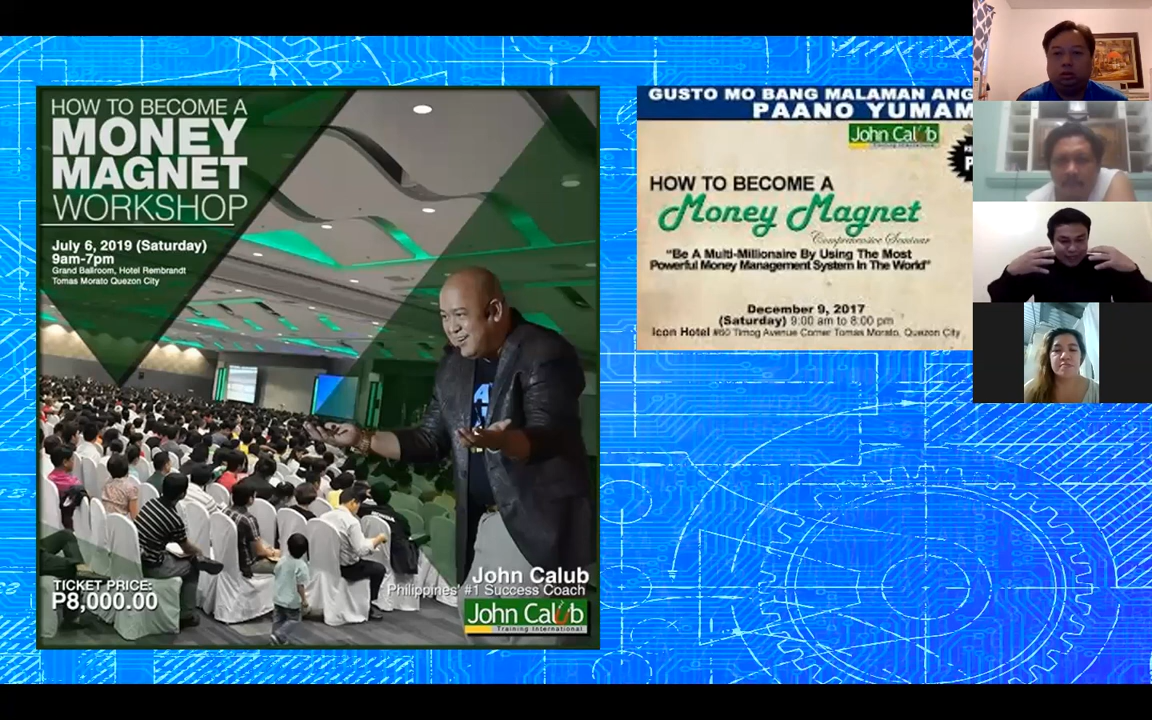 HOW TO BECOME A
MONEY
MAGNET
WORKSHOP
July 6, 2019 (Saturday)
9am-7pm
Grand Ballroom, Hotel Rembrandt
Tomas Morato Quezon City
TICKET PRICE:
P8,000.00
John Calub
Philippines' #1 Success Coach
John Calub
Training International
GUSTO MO BANG MALAMAN ANG
PAANO YUMAM
John Calub
Training International
HOW TO BECOME A
Money Magnet
Comprehensive Seminar
"Be A Multi-Millionaire By Using The Most
Powerful Money Management System In The World"
December 9, 2017
(Saturday) 9:00 am to 8:00 pm
Icon Hotel #60 Timog Avenue Corner Tomas Morato, Quezon City